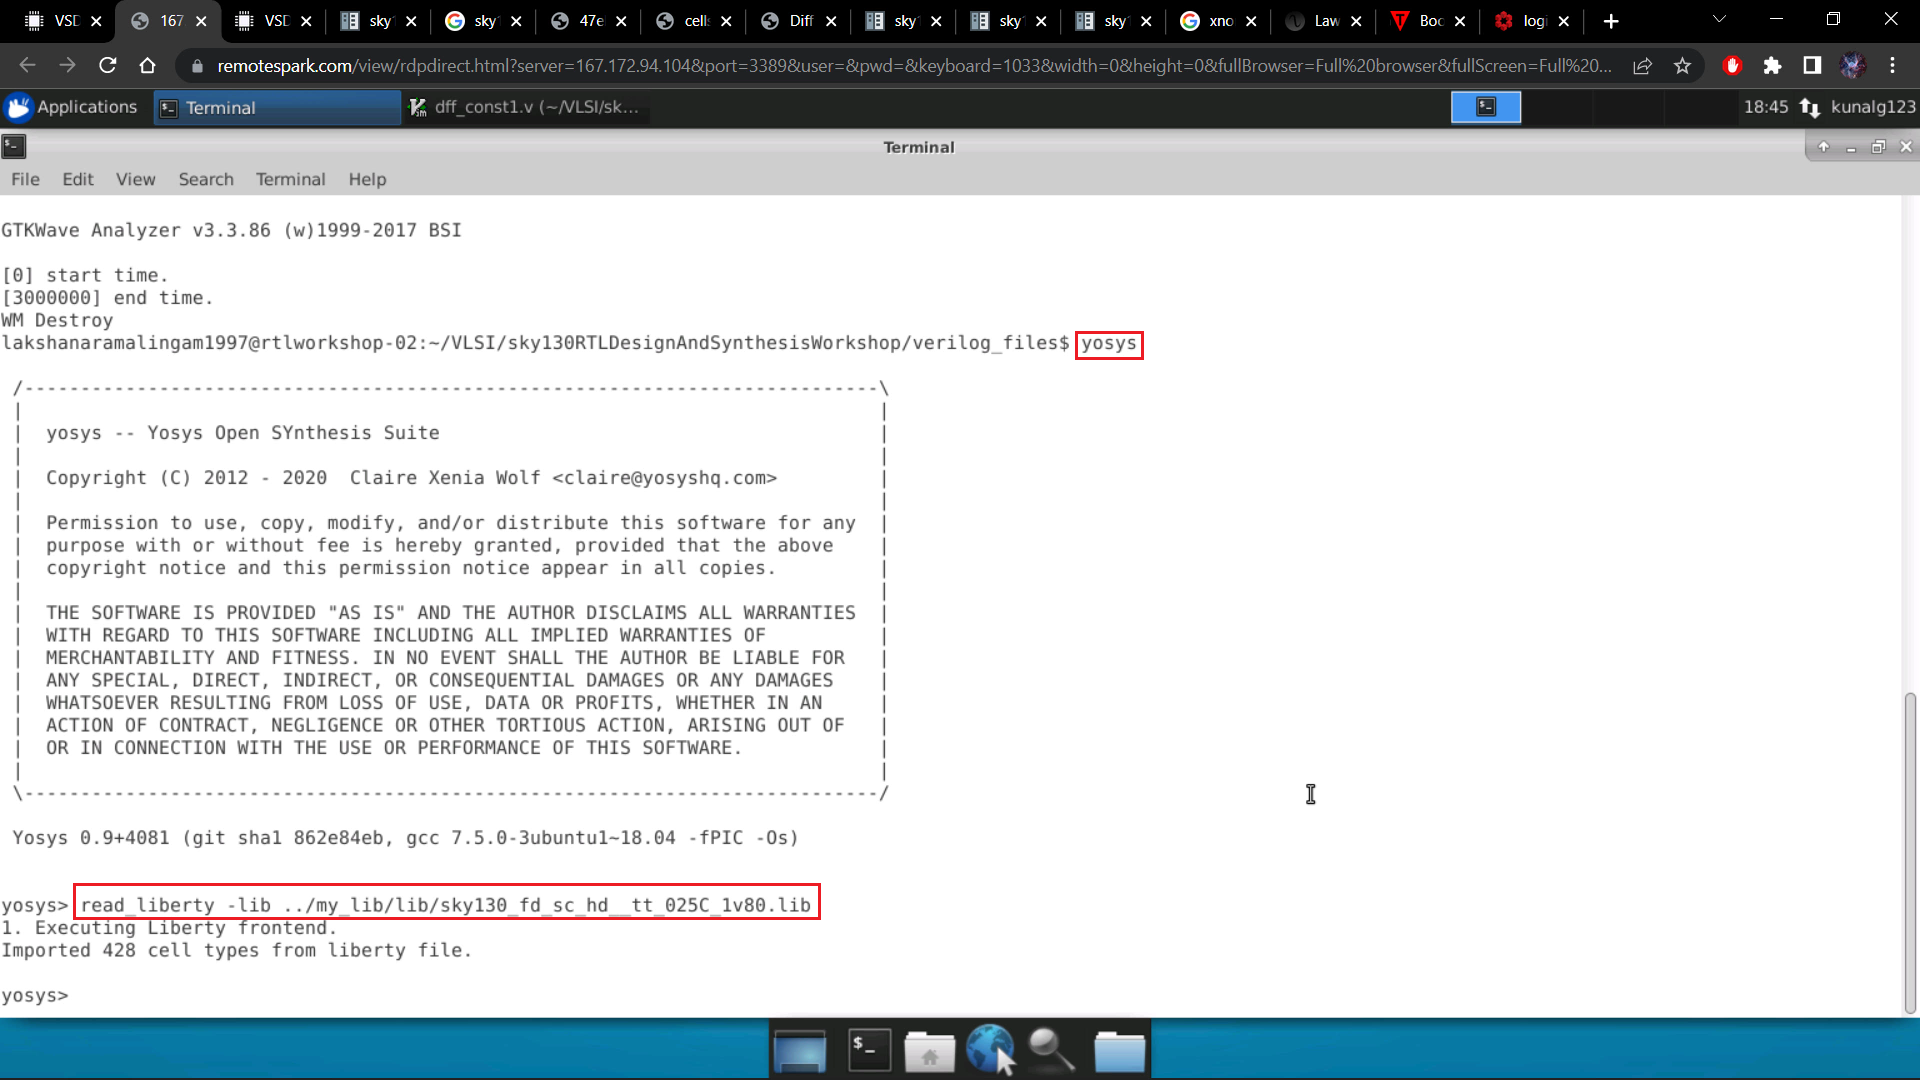 VSD
167
VSD
sky
sky
47e
cell
Diff
sky
sky
sky
xno
Law
Boc
logi
remotespark.com/view/rdpdirect.html?server=167.172.94.104&port=3389&user=&pwd=&keyboard=1033&width=0&height=0&fullBrowser=Full%20browser&fullScreen=Full%20...
Applications
Terminal
dff_const1.v (~/VLSI/sk...
18:45
kunalg123
Terminal
File Edit View Search Terminal Help
GTKWave Analyzer v3.3.86 (w)1999-2017 BSI
[0] start time.
[3000000] end time.
WM Destroy
lakshanaramalingam1997@rtlworkshop-02:~/VLSI/sky130RTLDesignAndSynthesisWorkshop/verilog_files$ yosys
/----------------------------------------------------------------------------\
yosys -- Yosys Open SYnthesis Suite
Copyright (C) 2012 - 2020  Claire Xenia Wolf <claire@yosyshq.com>
Permission to use, copy, modify, and/or distribute this software for any
purpose with or without fee is hereby granted, provided that the above
copyright notice and this permission notice appear in all copies.
THE SOFTWARE IS PROVIDED "AS IS" AND THE AUTHOR DISCLAIMS ALL WARRANTIES
WITH REGARD TO THIS SOFTWARE INCLUDING ALL IMPLIED WARRANTIES OF
MERCHANTABILITY AND FITNESS. IN NO EVENT SHALL THE AUTHOR BE LIABLE FOR
ANY SPECIAL, DIRECT, INDIRECT, OR CONSEQUENTIAL DAMAGES OR ANY DAMAGES
WHATSOEVER RESULTING FROM LOSS OF USE, DATA OR PROFITS, WHETHER IN AN
ACTION OF CONTRACT, NEGLIGENCE OR OTHER TORTIOUS ACTION, ARISING OUT OF
OR IN CONNECTION WITH THE USE OR PERFORMANCE OF THIS SOFTWARE.
\----------------------------------------------------------------------------/
Yosys 0.9+4081 (git sha1 862e84eb, gcc 7.5.0-3ubuntu1~18.04 -fPIC -Os)
yosys> read_liberty -lib ../my_lib/lib/sky130_fd_sc_hd__tt_025C_1v80.lib
1. Executing Liberty frontend.
Imported 428 cell types from liberty file.
yosys>